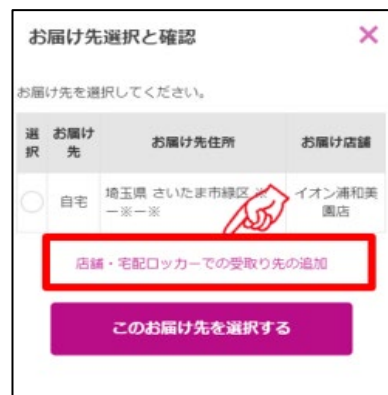 お届け先選択と確認 ×
お届け先を選択してください。
選択 お届け先 お届け先住所 お届け店舗
自宅 埼玉県 さいたま市緑区 ※ イオン浦和美
ー※ー※ 園店
店舗・宅配ロッカーでの受取り先の追加
このお届け先を選択する